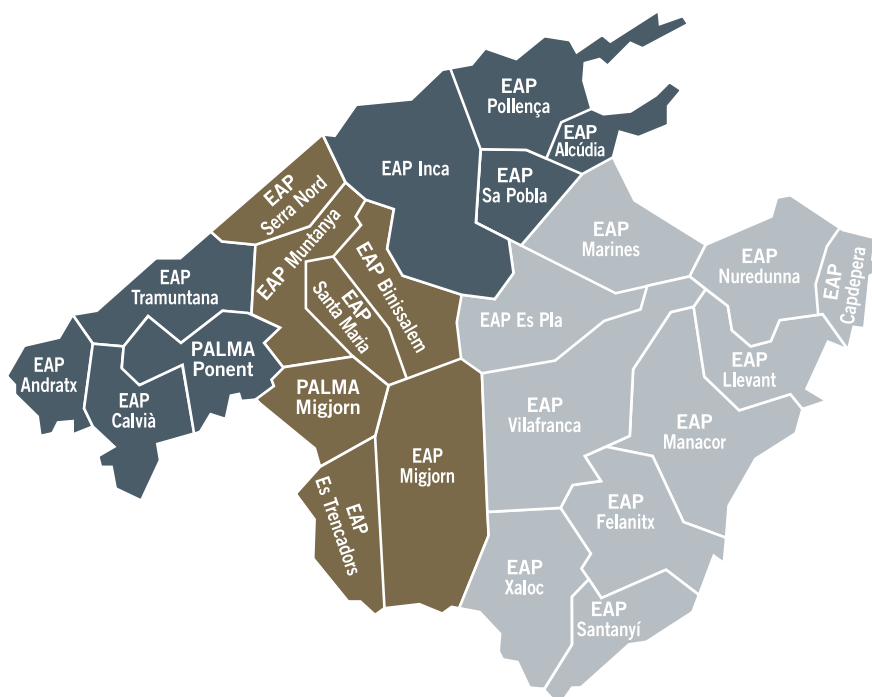 EAP
Pollença
EAP
Alcúdia
EAP Inca
EAP
Sa Pobla
EAP
Serra Nord
EAP Muntanya
EAP
Marines
EAP
Nuredunna
EAP
Capdepera
EAP
Tramuntana
EAP Binissalem
EAP
Santa Maria
EAP Es Pla
EAP
Andratx
PALMA
Ponent
EAP
Calvià
PALMA
Migjorn
EAP
Llevant
EAP
Vilafranca
EAP
Manacor
EAP
Migjorn
EAP
Es Trencadors
EAP
Felanitx
EAP
Xaloc
EAP
Santanyí